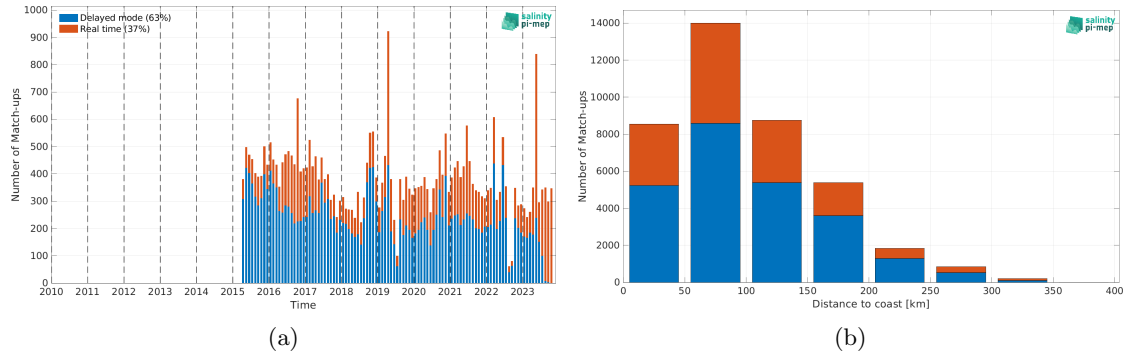 1000
900
800
700
600
500
400
300
200
100
0
Number of Match-ups
Delayed mode (63%)
Real time (37%)
salinity
pi-mep
2010 2011 2012 2013 2014 2015 2016 2017 2018 2019 2020 2021 2022 2023
Time
(a)
14000
12000
10000
8000
6000
4000
2000
0
Number of Match-ups
salinity
pi-mep
0 50 100 150 200 250 300 350 400
Distance to coast [km]
(b)